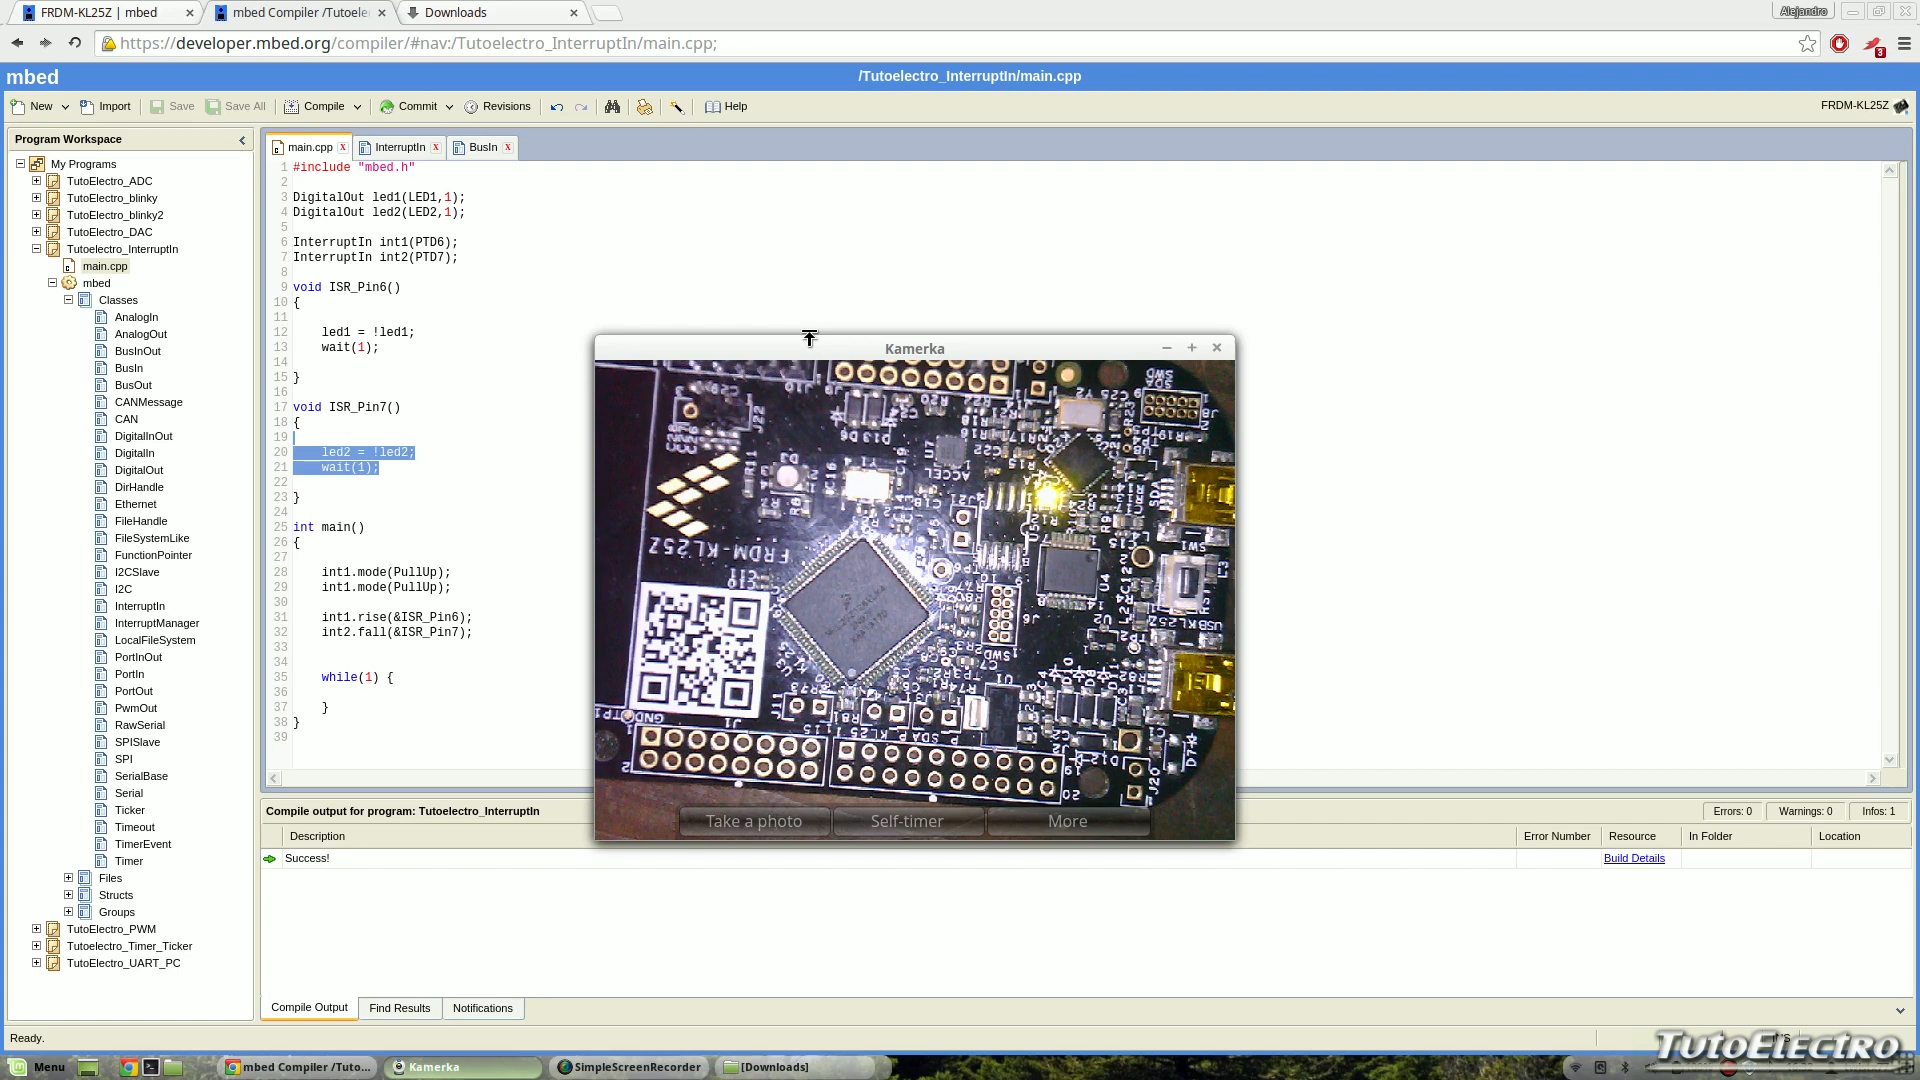 FRDM-KL25Z | mbed
mbed Compiler /Tutoele
Downloads
Alejandro
https://developer.mbed.org/compiler/#nav:/Tutoelectro_InterruptIn/main.cpp;
3
mbed
/Tutoelectro_InterruptIn/main.cpp
New
Import
Save
Save All
Compile
Commit
Revisions
Help
FRDM-KL25Z
Program Workspace
My Programs
TutoElectro_ADC
TutoElectro_blinky
TutoElectro_blinky2
TutoElectro_DAC
Tutoelectro_InterruptIn
main.cpp
mbed
Classes
AnalogIn
AnalogOut
BusInOut
BusIn
BusOut
CANMessage
CAN
DigitalInOut
DigitalIn
DigitalOut
DirHandle
Ethernet
FileHandle
FileSystemLike
FunctionPointer
I2CSlave
I2C
InterruptIn
InterruptManager
LocalFileSystem
PortInOut
PortIn
PortOut
PwmOut
RawSerial
SPISlave
SPI
SerialBase
Serial
Ticker
Timeout
TimerEvent
Timer
Files
Structs
Groups
TutoElectro_PWM
Tutoelectro_Timer_Ticker
TutoElectro_UART_PC
main.cpp
InterruptIn
BusIn
1 #include "mbed.h"
2
3 DigitalOut led1(LED1,1);
4 DigitalOut led2(LED2,1);
5
6 InterruptIn int1(PTD6);
7 InterruptIn int2(PTD7);
8
9 void ISR_Pin6()
10 {
11
12 led1 = !led1;
13 wait(1);
14
15 }
16
17 void ISR_Pin7()
18 {
19
20 led2 = !led2;
21 wait(1);
22
23 }
24
25 int main()
26 {
27
28 int1.mode(PullUp);
29 int1.mode(PullUp);
30
31 int1.rise(&ISR_Pin6);
32 int2.fall(&ISR_Pin7);
33
34
35 while(1) {
36
37 }
38 }
39
Kamerka
FRDM-KL25Z
Take a photo
Self-timer
More
Compile output for program: Tutoelectro_InterruptIn
Errors: 0
Warnings: 0
Infos: 1
Description
Error Number
Resource
In Folder
Location
Success!
Build Details
Compile Output
Find Results
Notifications
Ready.
TUTOELECTRO
Menu
mbed Compiler /Tuto...
Kamerka
SimpleScreenRecorder
[Downloads]